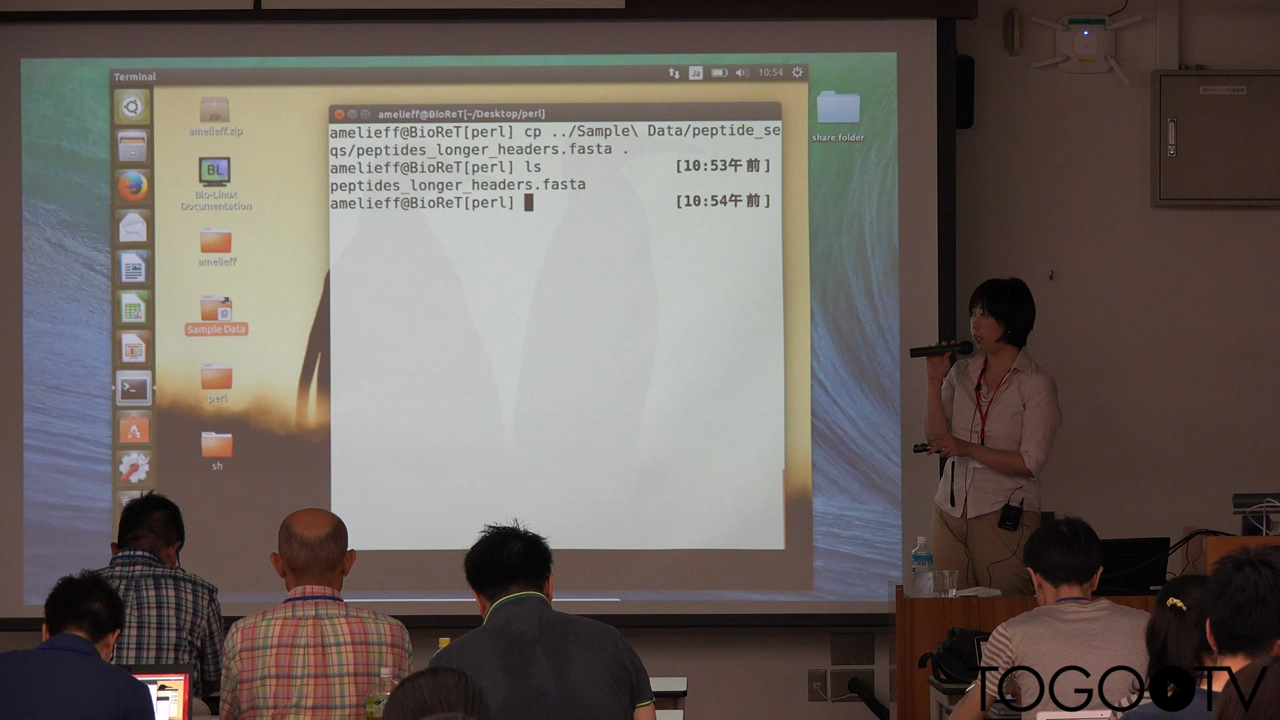 Terminal
Ja
10:54
amelieff.zip
BL
Bio-Linux
Documentation
amelieff
Sample Data
perl
sh
share folder
amelieff@BioReT[~/Desktop/perl]
amelieff@BioReT[perl] cp ../Sample\ Data/peptide_se
qs/peptides_longer_headers.fasta .
amelieff@BioReT[perl] ls [10:53午前]
peptides_longer_headers.fasta
amelieff@BioReT[perl] [10:54午前]
TOGOTV